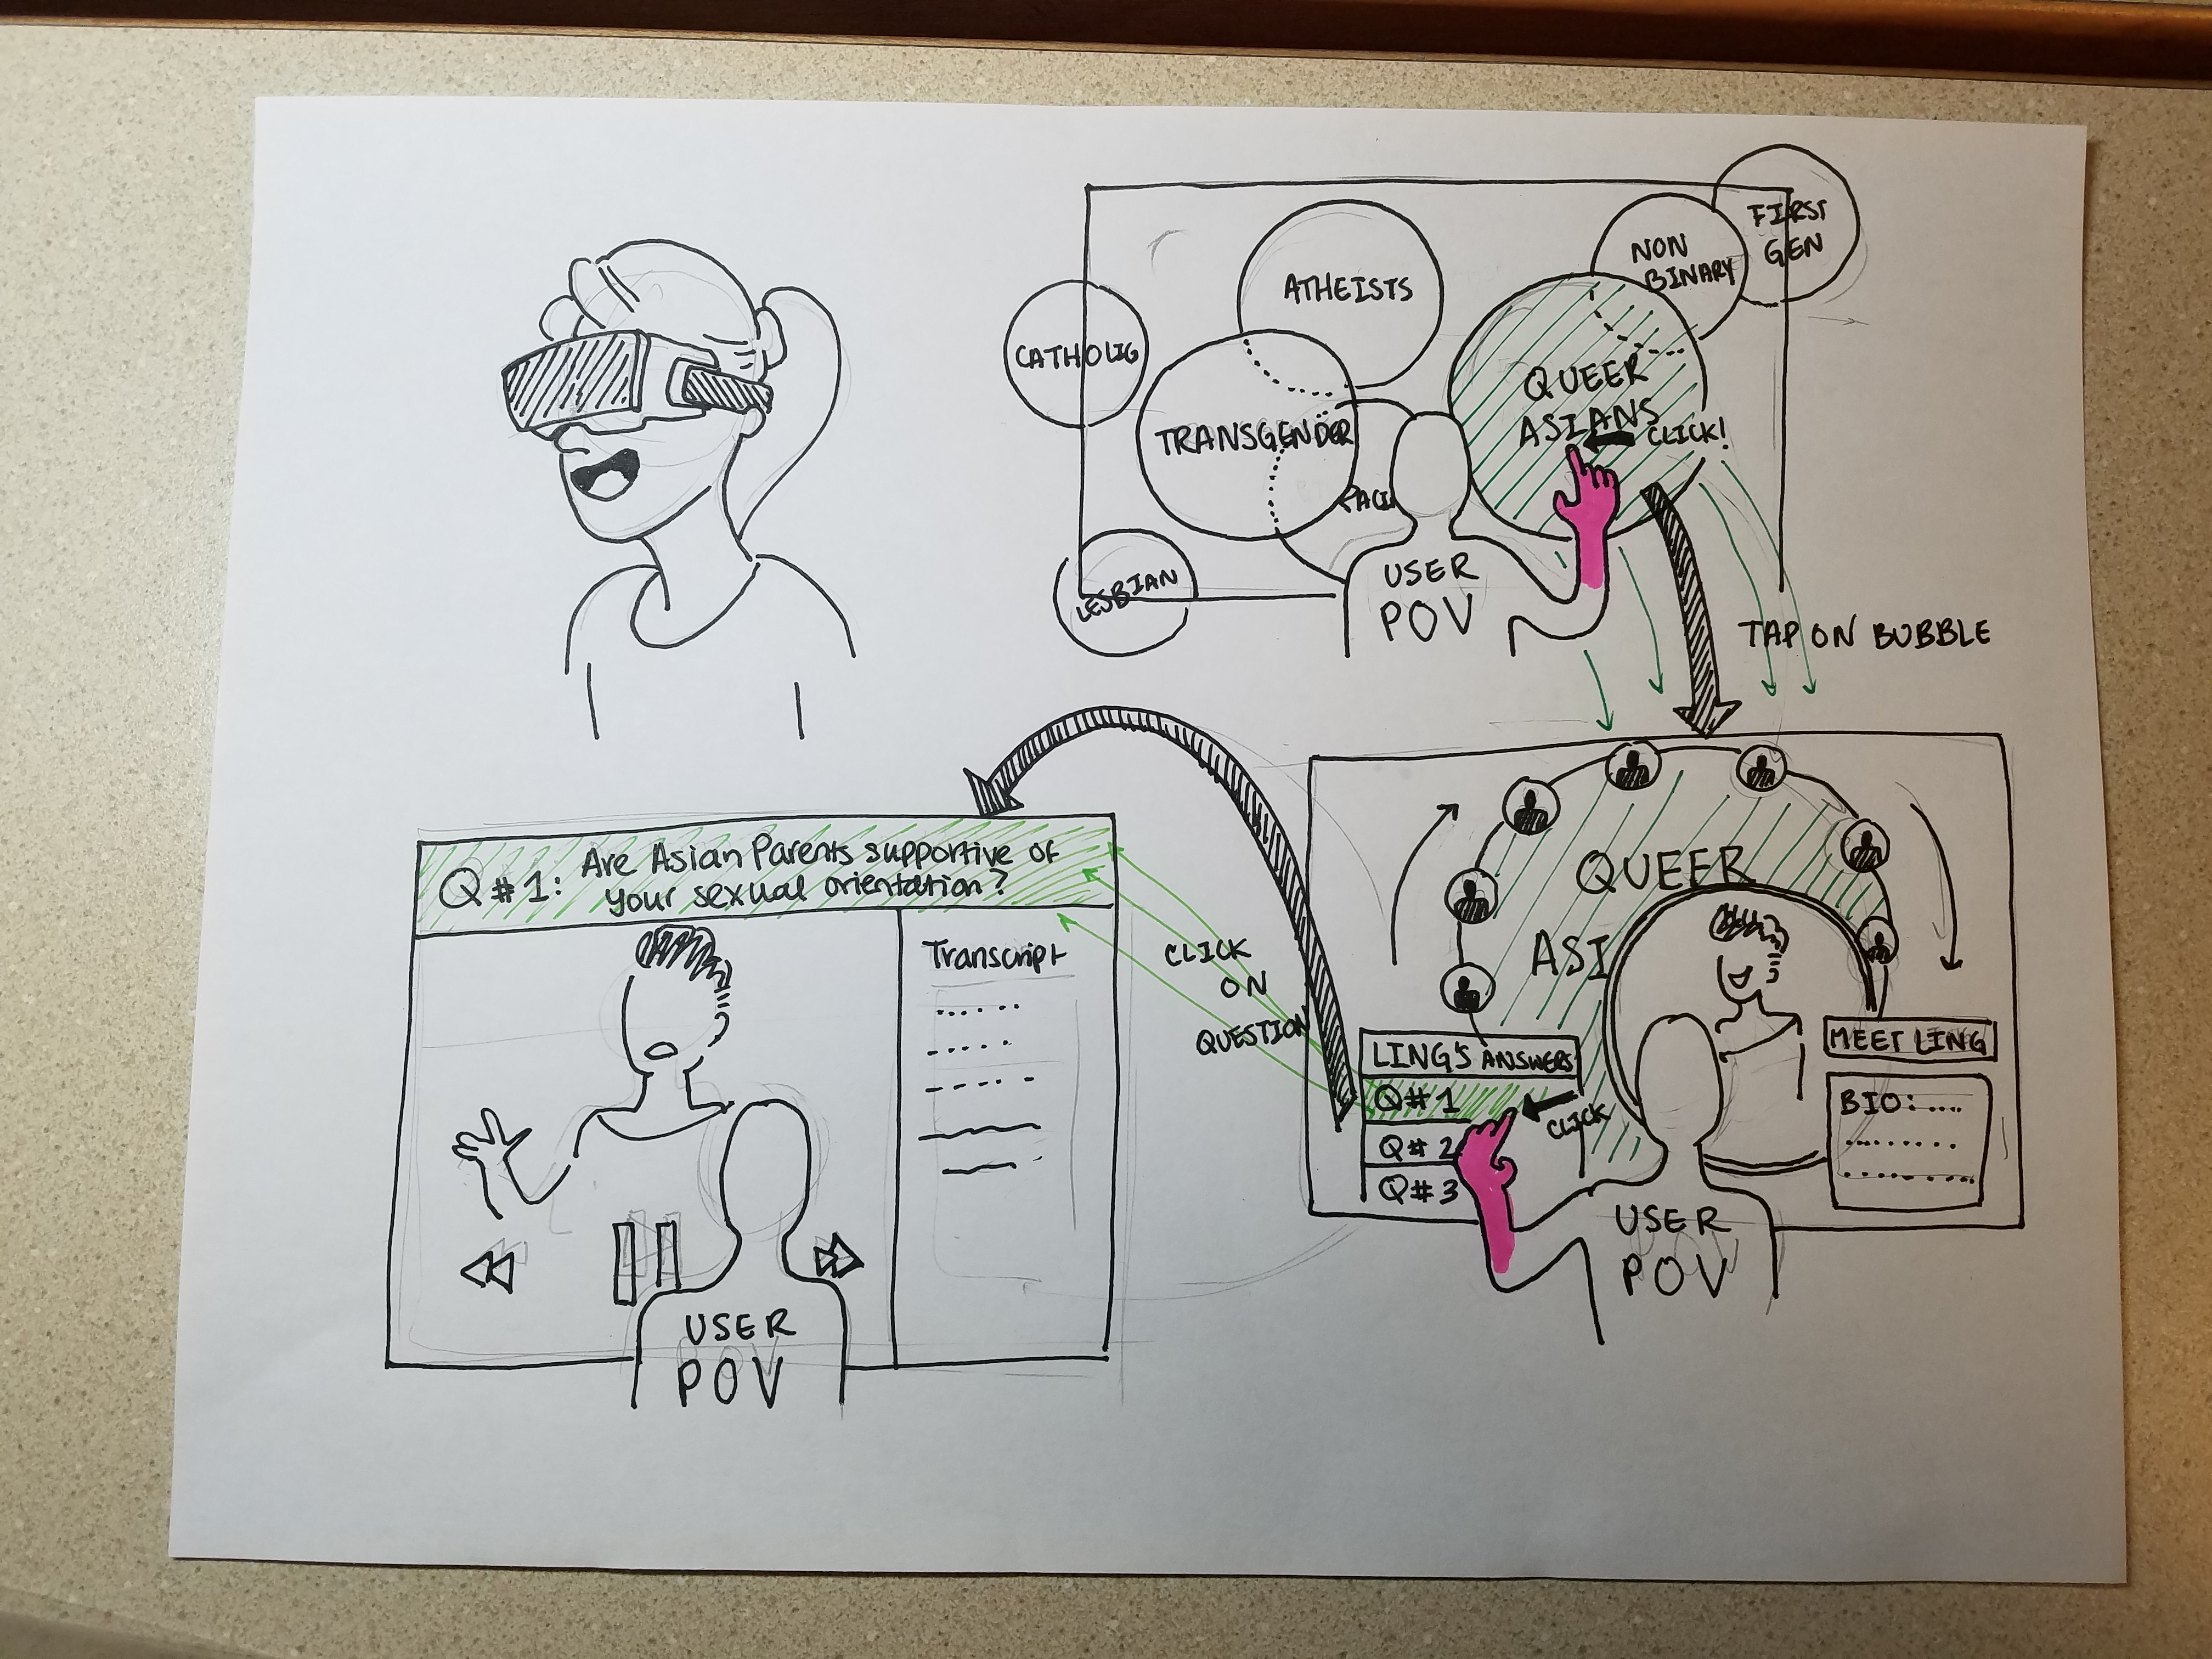 CATHOLIC
LESBIAN
TRANSGENDER
ATHEISTS
QUEER
ASIANS
CLICK!
NON
BINARY
FIRST
GEN
USER
POV
TAP ON BUBBLE
QUEER
ASI
LING'S ANSWERS
Q#1
Q#2
Q#3
CLICK
MEET LING
BIO:
USER
POV
CLICK
ON
QUESTION
Q#1: Are Asian Parents supportive of
your sexual orientation?
Transcript
USER
POV